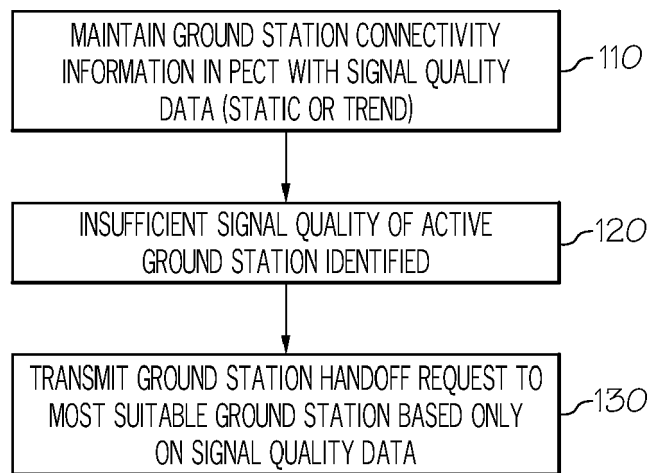 MAINTAIN GROUND STATION CONNECTIVITY
INFORMATION IN PECT WITH SIGNAL QUALITY
DATA (STATIC OR TREND)
110
INSUFFICIENT SIGNAL QUALITY OF ACTIVE
GROUND STATION IDENTIFIED
120
TRANSMIT GROUND STATION HANDOFF REQUEST TO
MOST SUITABLE GROUND STATION BASED ONLY
ON SIGNAL QUALITY DATA
130